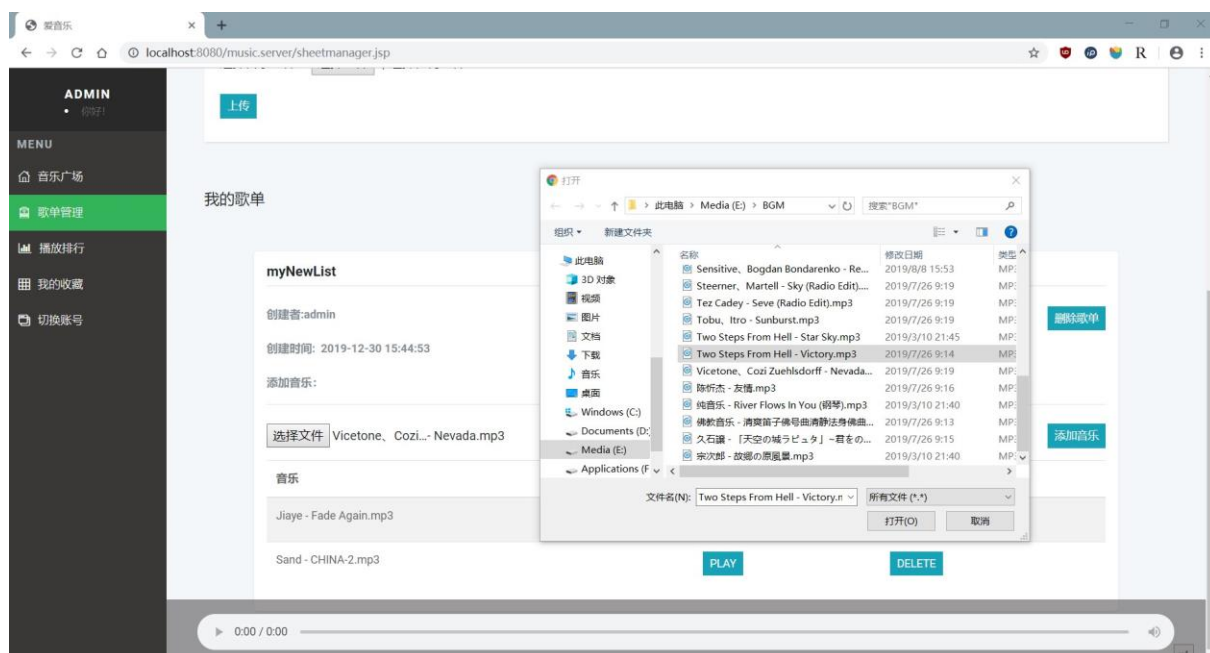 爱音乐
localhost:8080/music.server/sheetmanager.jsp
R
ADMIN
你好!
MENU
音乐广场
歌单管理
播放排行
我的收藏
切换账号
上传
我的歌单
myNewList
创建者:admin
创建时间: 2019-12-30 15:44:53
添加音乐:
删除歌单
选择文件 Vicetone、Cozi...- Nevada.mp3
添加音乐
音乐
Jiaye - Fade Again.mp3
Sand - CHINA-2.mp3
PLAY
DELETE
0:00 / 0:00
打开
此电脑 > Media (E:) > BGM
搜索"BGM"
组织
新建文件夹
此电脑
3D 对象
视频
图片
文档
下载
音乐
桌面
Windows (C:)
Documents (D:
Media (E:)
Applications (F
名称 修改日期 类型
Sensitive、Bogdan Bondarenko - Re... 2019/8/8 15:53 MP:
Steerner、Martell - Sky (Radio Edit).... 2019/7/26 9:19 MP:
Tez Cadey - Seve (Radio Edit).mp3 2019/7/26 9:19 MP:
Tobu、Itro - Sunburst.mp3 2019/7/26 9:19 MP:
Two Steps From Hell - Star Sky.mp3 2019/3/10 21:45 MP:
Two Steps From Hell - Victory.mp3 2019/7/26 9:14 MP:
Vicetone、Cozi Zuehlsdorff - Nevada... 2019/7/26 9:19 MP:
陈忻杰 - 友情.mp3 2019/7/26 9:16 MP:
纯音乐 - River Flows In You (钢琴).mp3 2019/3/10 21:40 MP:
佛教音乐 - 清爽笛子佛号曲清静法身佛曲... 2019/7/26 9:13 MP:
久石譲 - 「天空の城ラピュタ」~君をの... 2019/7/26 9:15 MP:
宗次郎 - 故郷の原風景.mp3 2019/3/10 21:40 MP:
文件名(N): Two Steps From Hell - Victory.r
所有文件 (*.*)
打开(O)
取消